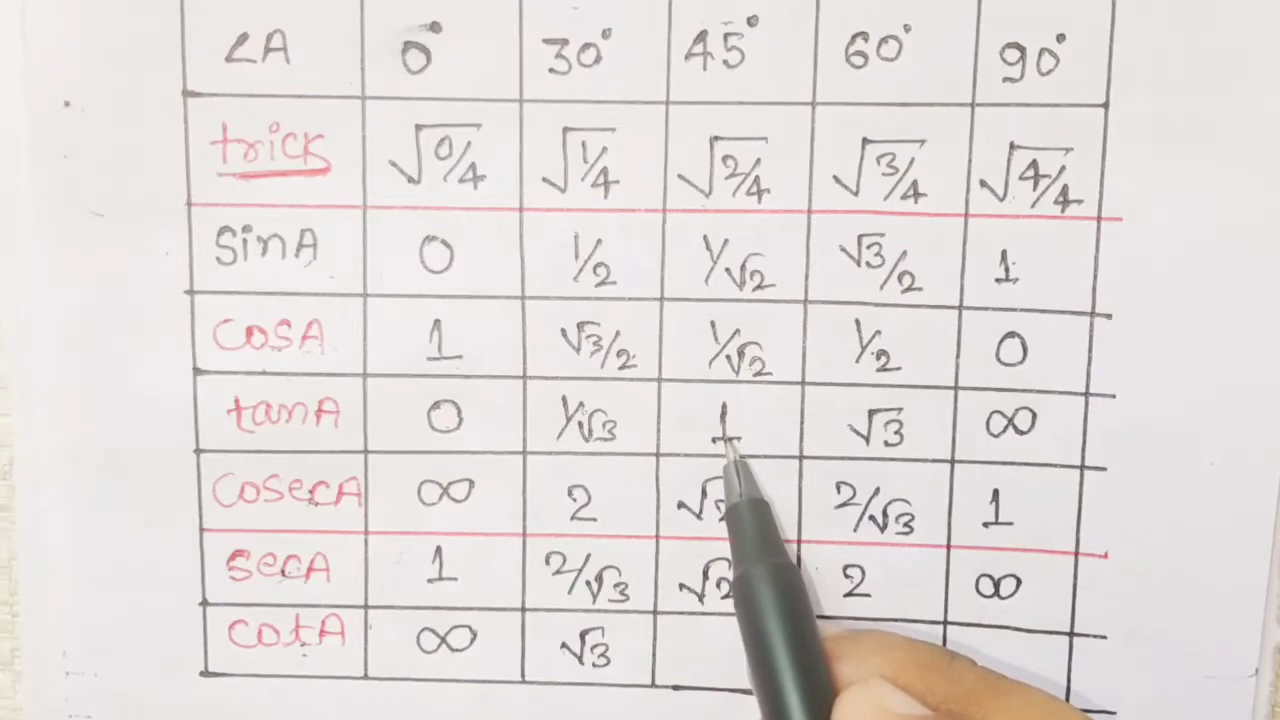 ∠A 0° 30° 45° 60° 90°
trick √0/4 √1/4 √2/4 √3/4 √4/4
SinA 0 1/2 1/√2 √3/2 1
COSA 1 √3/2 1/√2 1/2 0
tanA 0 1/√3 1 √3 ∞
COSECA ∞ 2 √2 2/√3 1
SECA 1 2/√3 √2 2 ∞
COtA ∞ √3